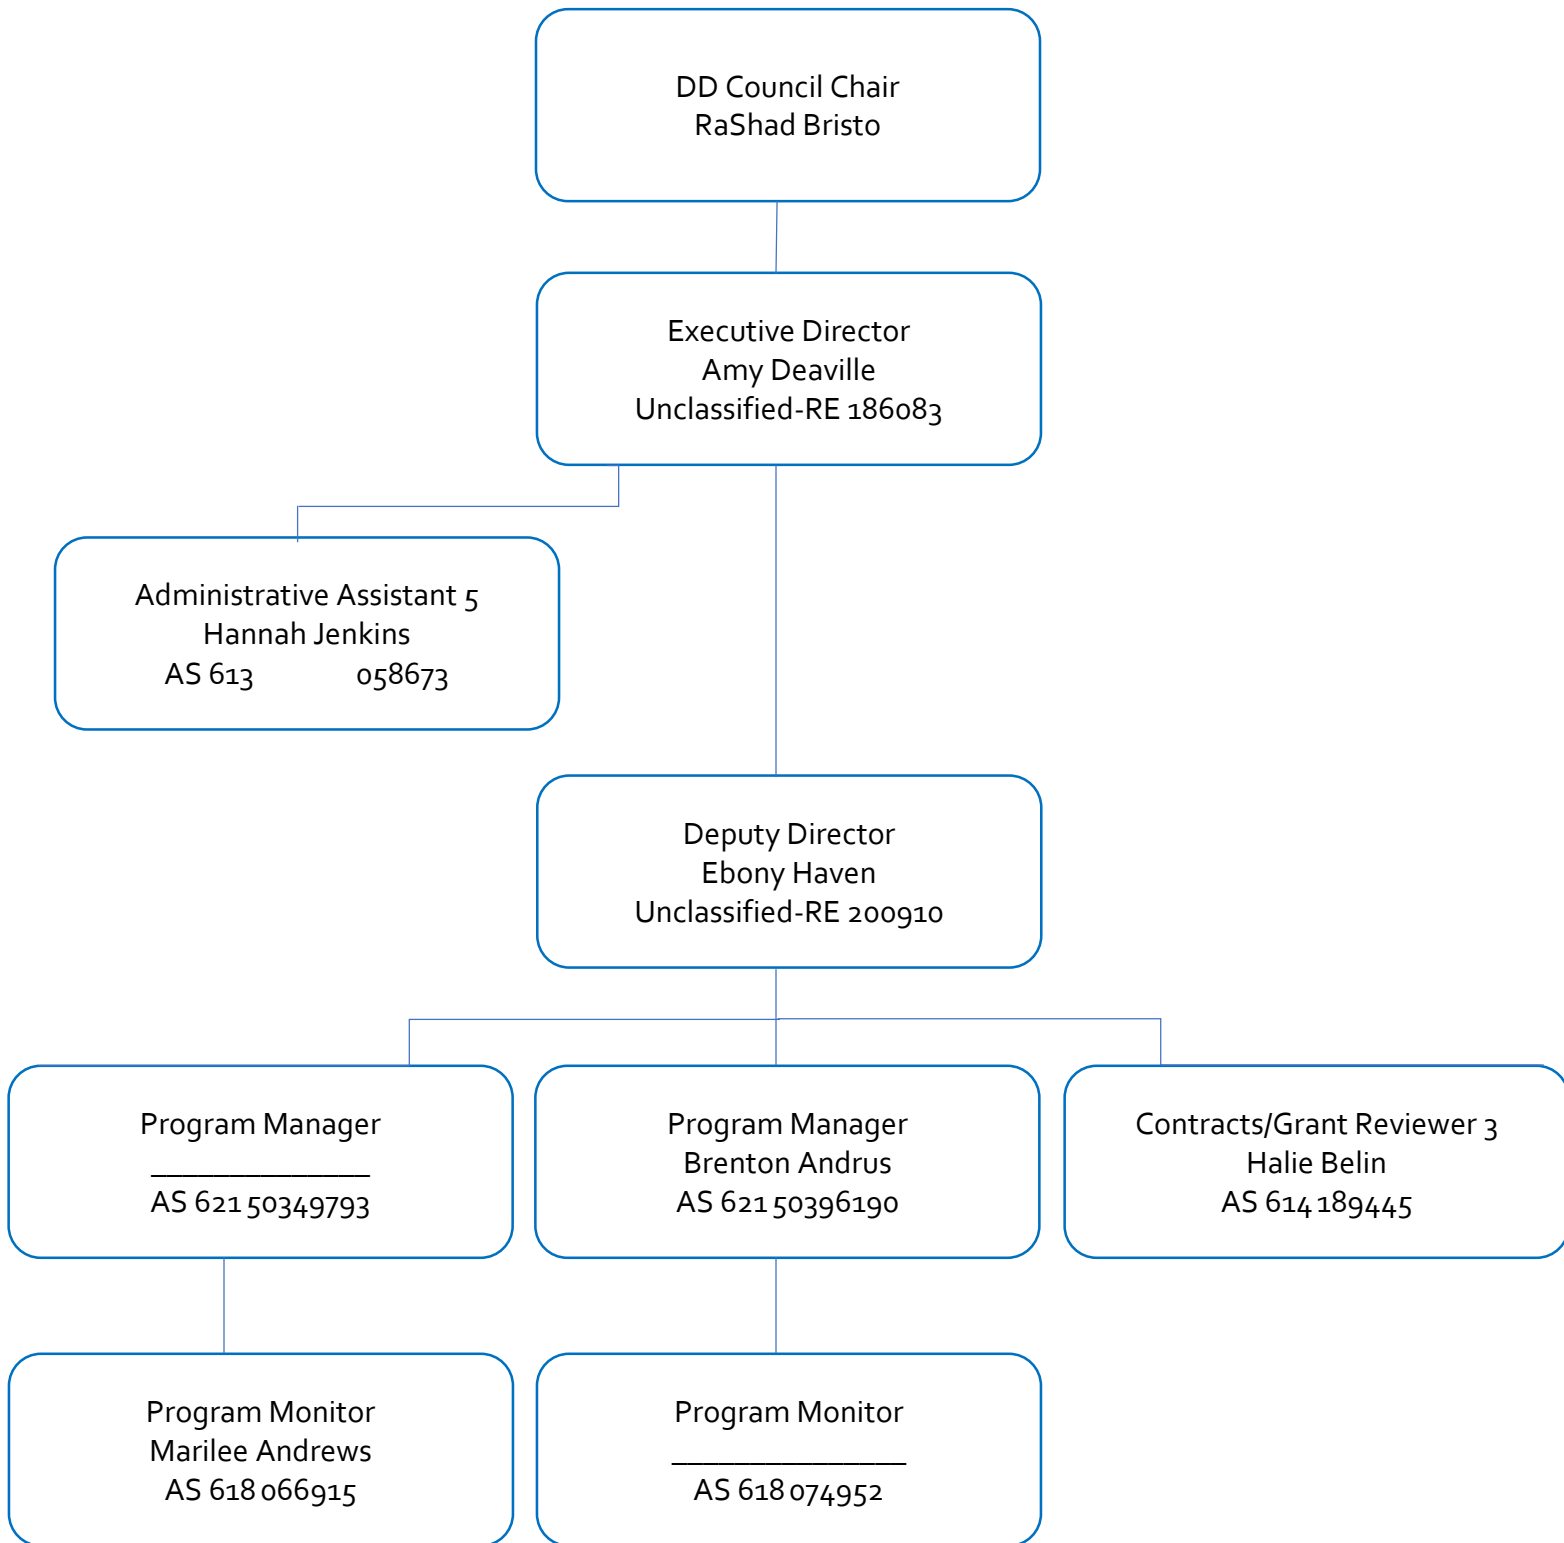 DD Council Chair
RaShad Bristo
Executive Director
Amy Deaville
Unclassified-RE 186083
Administrative Assistant 5
Hannah Jenkins
AS 613 058673
Deputy Director
Ebony Haven
Unclassified-RE 200910
Program Manager
______________
AS 621 50349793
Program Manager
Brenton Andrus
AS 621 50396190
Contracts/Grant Reviewer 3
Halie Belin
AS 614 189445
Program Monitor
Marilee Andrews
AS 618 066915
Program Monitor
_______________
AS 618 074952